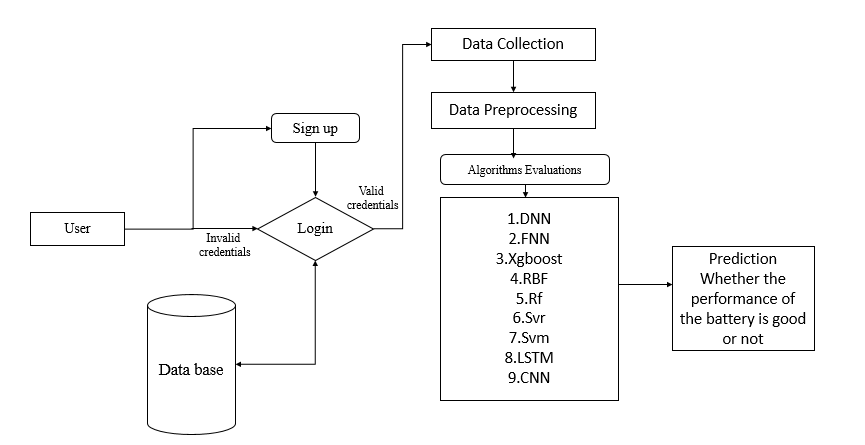 Data Collection
Data Preprocessing
Sign up
Algorithms Evaluations
Valid
credentials
User
Login
Invalid
credentials
1.DNN
2.FNN
3.Xgboost
4.RBF
5.Rf
6.Svr
7.Svm
8.LSTM
9.CNN
Prediction
Whether the
performance of
the battery is good
or not
Data base